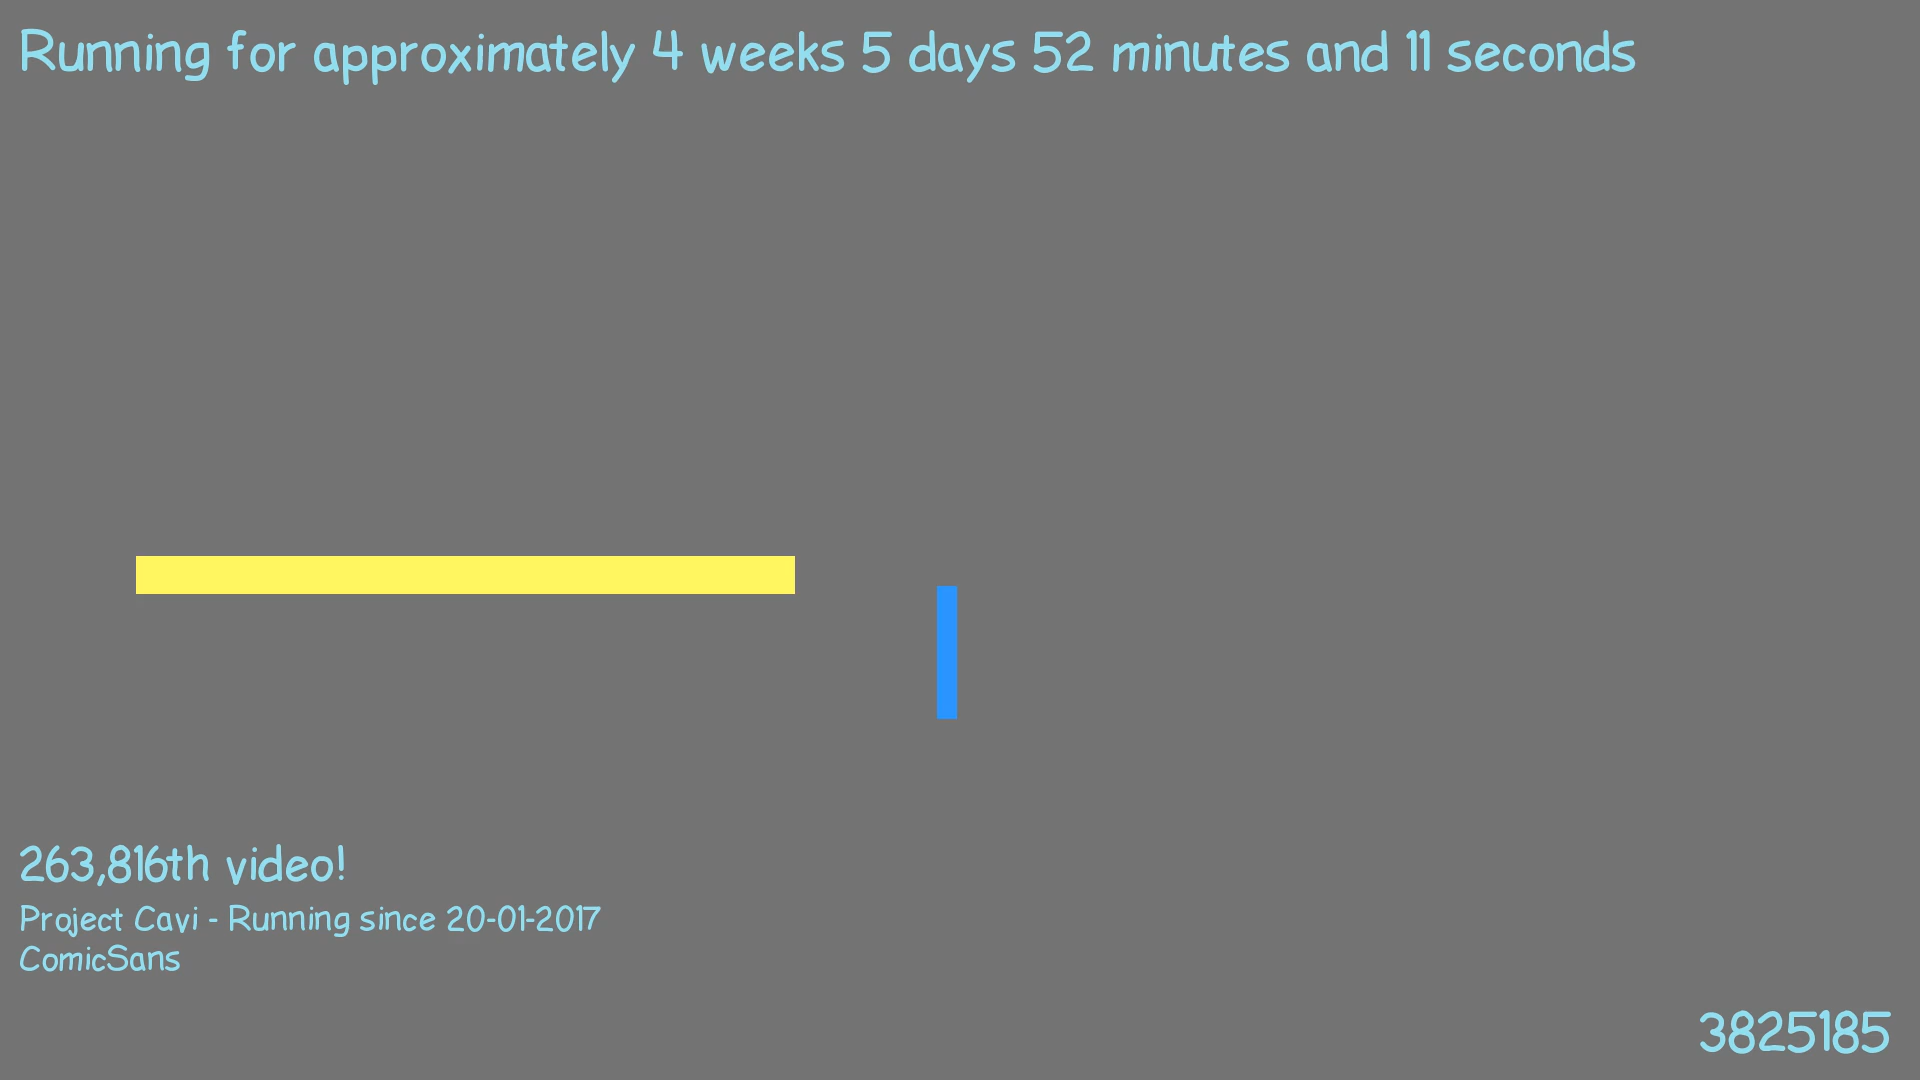 Running for approximately 4 weeks 5 days 52 minutes and 11 seconds
263,816th video!
Project Cavi - Running since 20-01-2017
ComicSans
3825185